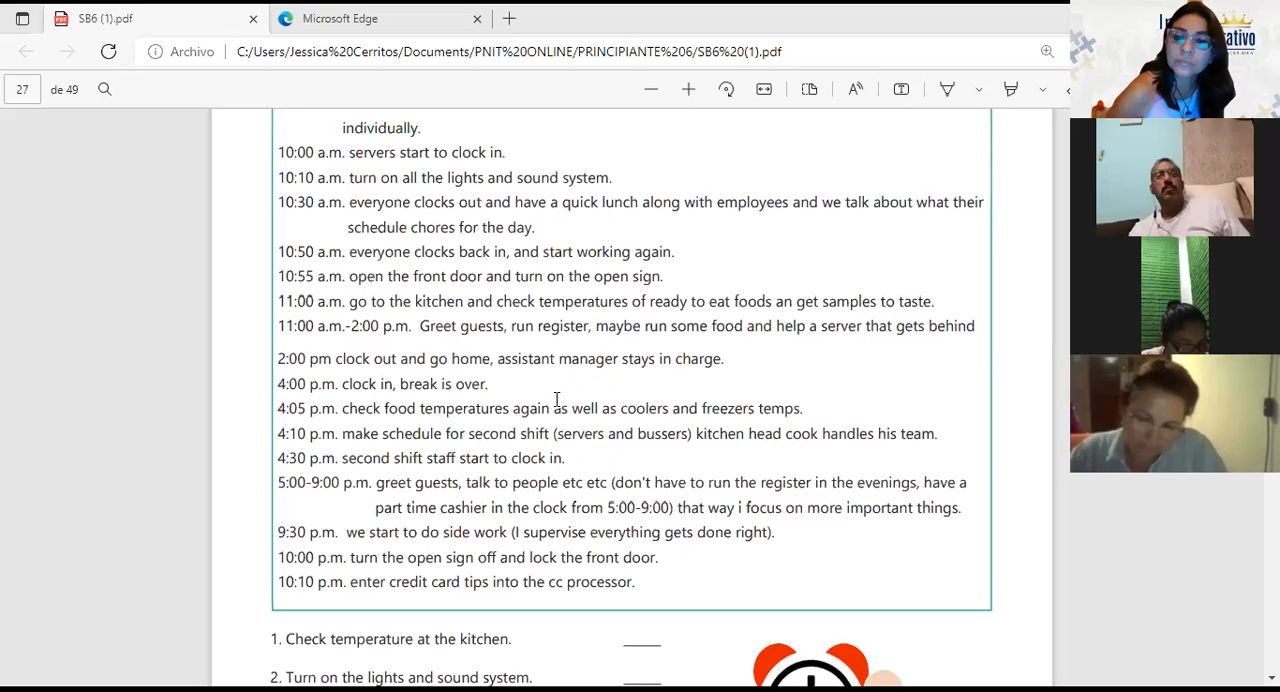 SB6 (1).pdf
Microsoft Edge
Archivo
C:/Users/Jessica%20Cerritos/Documents/PNIT%20ONLINE/PRINCIPIANTE%206/SB6%20(1).pdf
27 de 49
individually.
10:00 a.m. servers start to clock in.
10:10 a.m. turn on all the lights and sound system.
10:30 a.m. everyone clocks out and have a quick lunch along with employees and we talk about what their
schedule chores for the day.
10:50 a.m. everyone clocks back in, and start working again.
10:55 a.m. open the front door and turn on the open sign.
11:00 a.m. go to the kitchen and check temperatures of ready to eat foods an get samples to taste.
11:00 a.m.-2:00 p.m. Greet guests, run register, maybe run some food and help a server that gets behind
2:00 pm clock out and go home, assistant manager stays in charge.
4:00 p.m. clock in, break is over.
4:05 p.m. check food temperatures again as well as coolers and freezers temps.
4:10 p.m. make schedule for second shift (servers and bussers) kitchen head cook handles his team.
4:30 p.m. second shift staff start to clock in.
5:00-9:00 p.m. greet guests, talk to people etc etc (don't have to run the register in the evenings, have a
part time cashier in the clock from 5:00-9:00) that way i focus on more important things.
9:30 p.m. we start to do side work (I supervise everything gets done right).
10:00 p.m. turn the open sign off and lock the front door.
10:10 p.m. enter credit card tips into the cc processor.
1. Check temperature at the kitchen. _____
2. Turn on the lights and sound system. _____